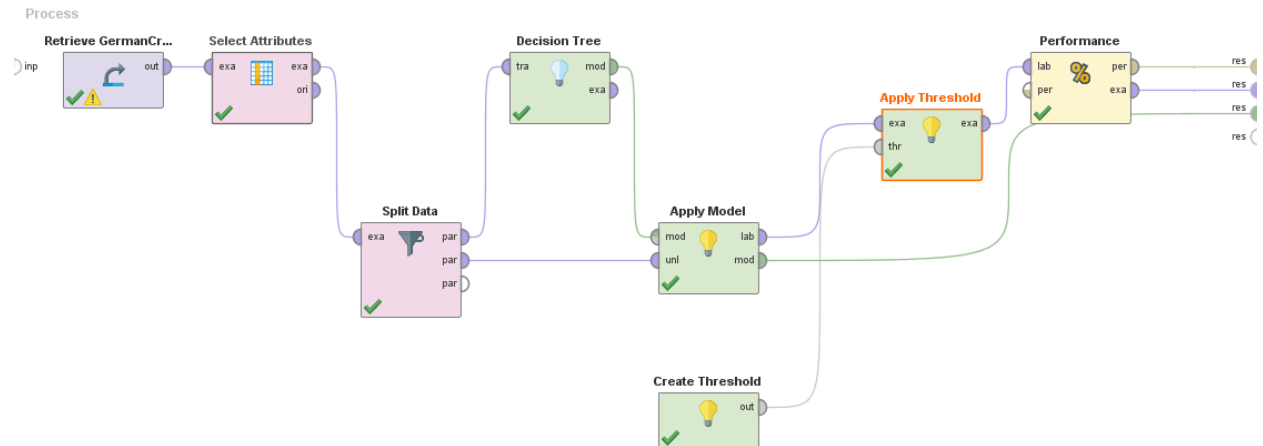 Process
inp
Retrieve GermanCr...
out
Select Attributes
exa
exa
ori
Split Data
exa
par
par
par
Decision Tree
tra
mod
exa
Apply Model
mod
lab
unl
mod
Create Threshold
out
Apply Threshold
exa
exa
thr
Performance
%
lab
per
per
exa
res
res
res
res